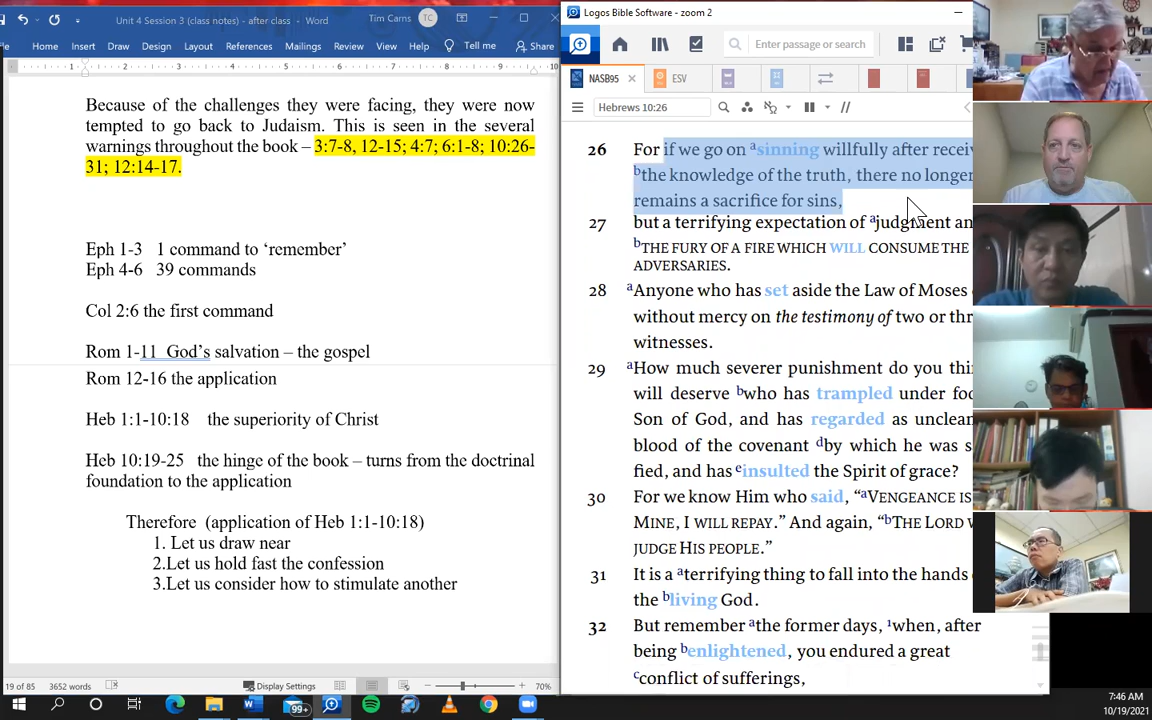 Unit 4 Session 3 (class notes) - after class - Word
Tim Carns
TC
Home Insert Draw Design Layout References Mailings Review View Help Tell me Share
Because of the challenges they were facing, they were now
tempted to go back to Judaism. This is seen in the several
warnings throughout the book – 3:7-8, 12-15; 4:7; 6:1-8; 10:26-
31; 12:14-17.
Eph 1-3 1 command to ‘remember’
Eph 4-6 39 commands
Col 2:6 the first command
Rom 1-11 God’s salvation – the gospel
Rom 12-16 the application
Heb 1:1-10:18 the superiority of Christ
Heb 10:19-25 the hinge of the book – turns from the doctrinal
foundation to the application
Therefore (application of Heb 1:1-10:18)
1. Let us draw near
2.Let us hold fast the confession
3.Let us consider how to stimulate another
19 of 85 3652 words Display Settings 70%
Logos Bible Software - zoom 2
Enter passage or search
NASB95 ESV
Hebrews 10:26
26 For if we go on a sinning willfully after
b the knowledge of the truth, there no longer
remains a sacrifice for sins,
27 but a terrifying expectation of a judgment
b THE FURY OF A FIRE WHICH WILL CONSUME THE
ADVERSARIES.
28 a Anyone who has set aside the Law of Moses
without mercy on the testimony of two or
witnesses.
29 a How much severer punishment do you
will deserve b who has trampled under
Son of God, and has regarded as
blood of the covenant d by which he was
fied, and has e insulted the Spirit of grace?
30 For we know Him who said, “a VENGEANCE IS
MINE, I WILL REPAY.” And again, “b THE LORD
JUDGE HIS PEOPLE.”
31 It is a a terrifying thing to fall into the hands
the b living God.
32 But remember a the former days, 1 when, after
being b enlightened, you endured a great
c conflict of sufferings,
99+
7:46 AM
10/19/2021